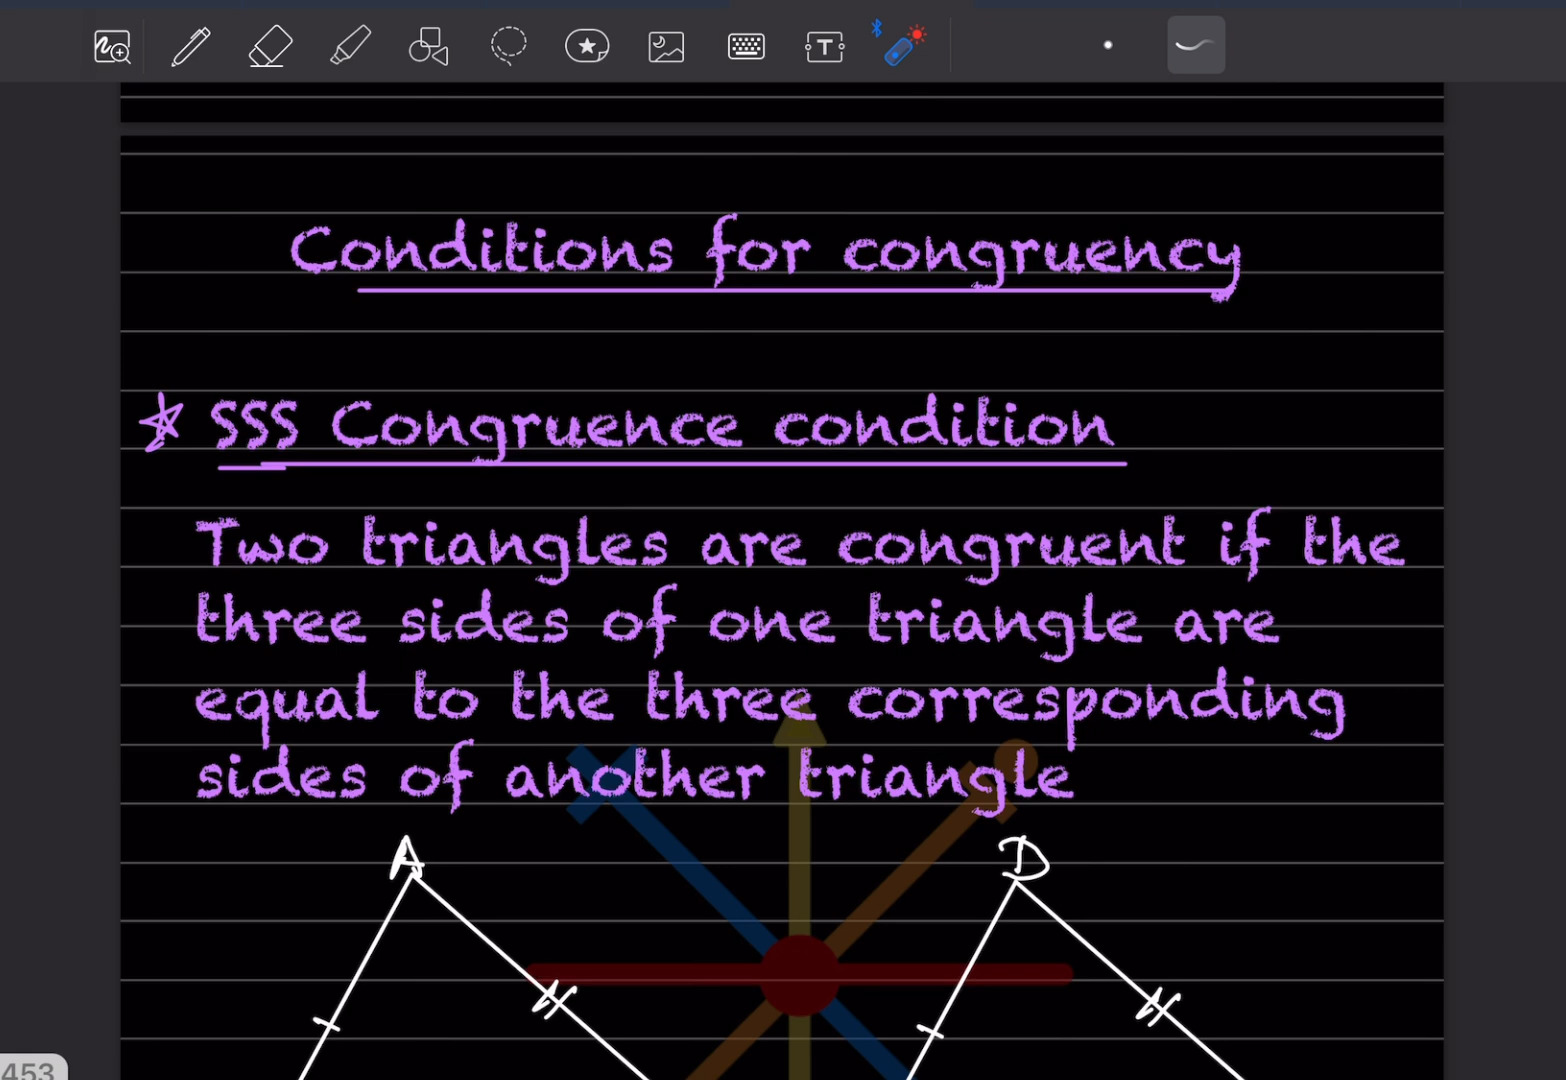 Conditions for congruency
☆ SSS Congruence condition
Two triangles are congruent if the
three sides of one triangle are
equal to the three corresponding
sides of another triangle
A
D
453